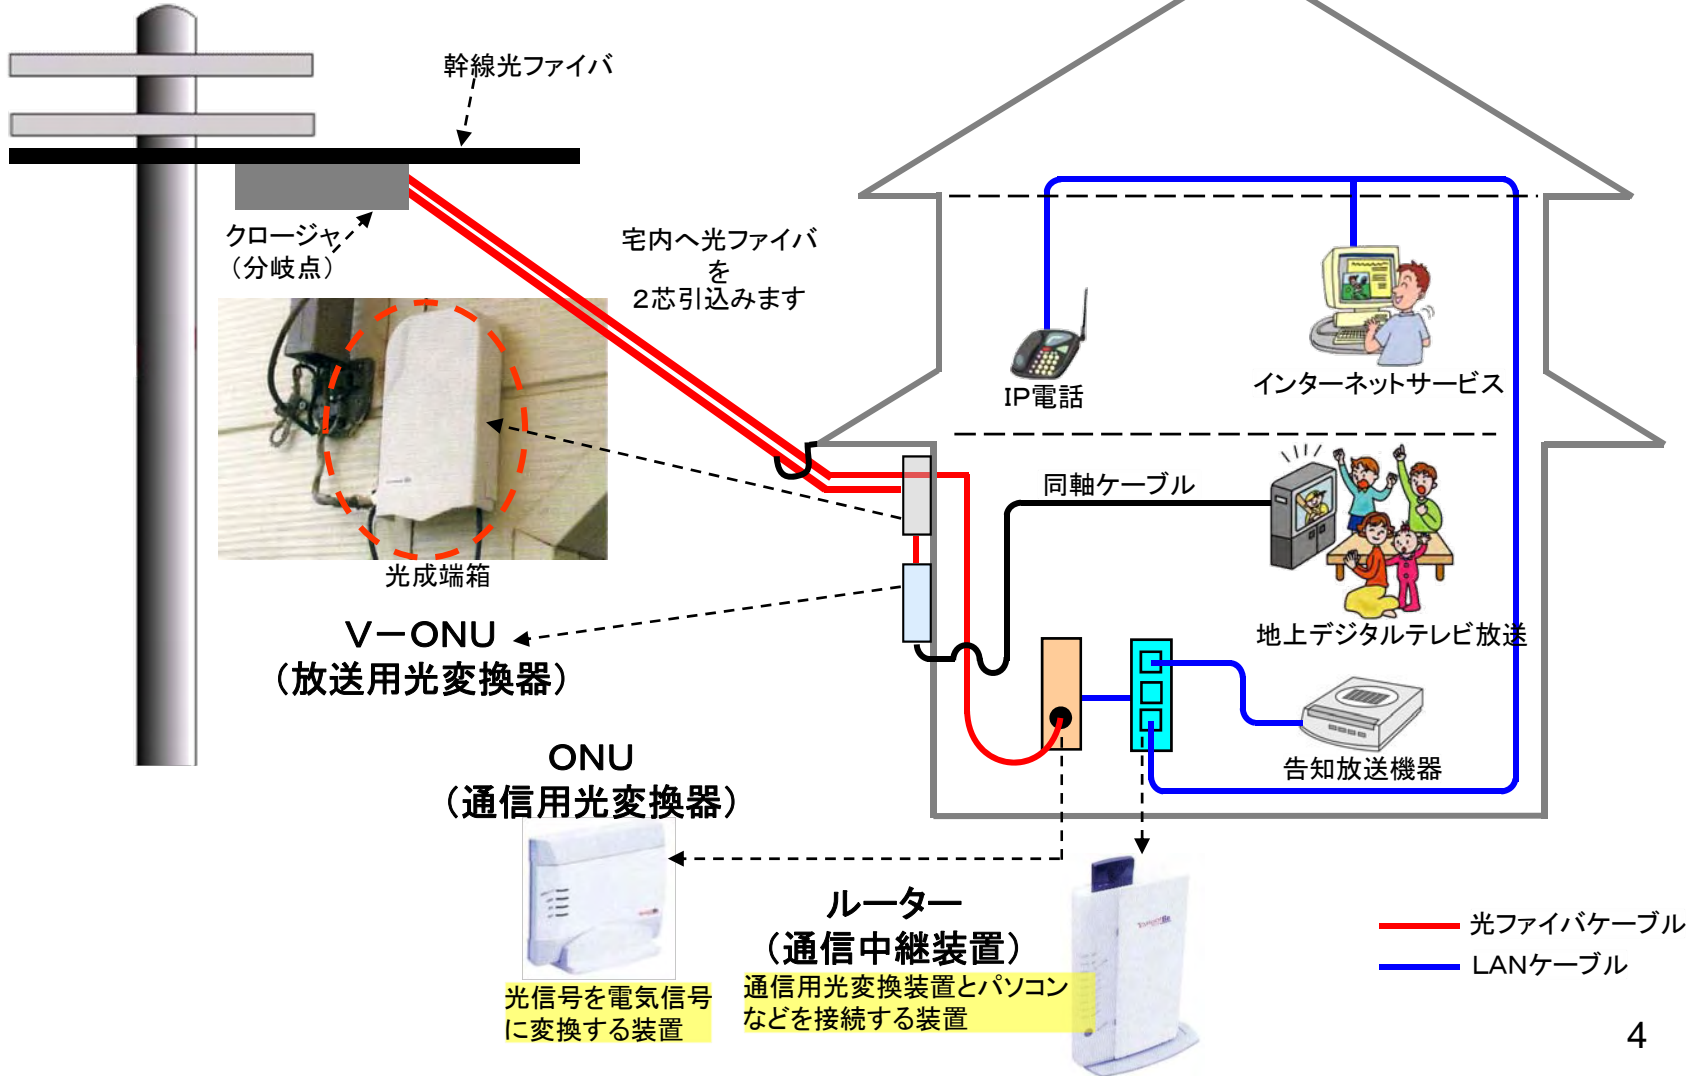 幹線光ファイバ
クロージャ
(分岐点)
宅内へ光ファイバ
を
2芯引込みます
光成端箱
V－ONU
(放送用光変換器)
ONU
(通信用光変換器)
光信号を電気信号
に変換する装置
ルーター
(通信中継装置)
通信用光変換装置とパソコン
などを接続する装置
IP電話
インターネットサービス
同軸ケーブル
地上デジタルテレビ放送
告知放送機器
光ファイバケーブル
LANケーブル
4